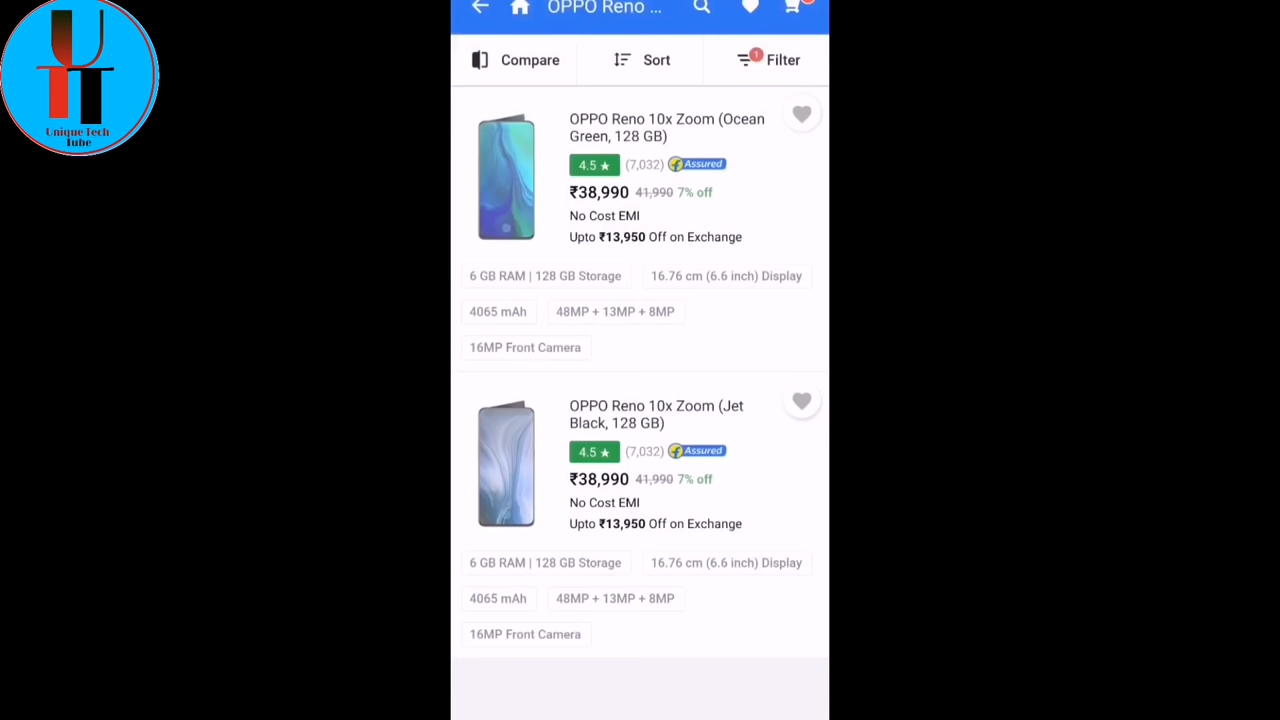 UT
Unique Tech
Tube
OPPO Reno ...
Compare
Sort
1
Filter
OPPO Reno 10x Zoom (Ocean
Green, 128 GB)
4.5 ★ (7,032) f Assured
₹38,990 41,990 7% off
No Cost EMI
Upto ₹13,950 Off on Exchange
6 GB RAM | 128 GB Storage
16.76 cm (6.6 inch) Display
4065 mAh
48MP + 13MP + 8MP
16MP Front Camera
OPPO Reno 10x Zoom (Jet
Black, 128 GB)
4.5 ★ (7,032) f Assured
₹38,990 41,990 7% off
No Cost EMI
Upto ₹13,950 Off on Exchange
6 GB RAM | 128 GB Storage
16.76 cm (6.6 inch) Display
4065 mAh
48MP + 13MP + 8MP
16MP Front Camera